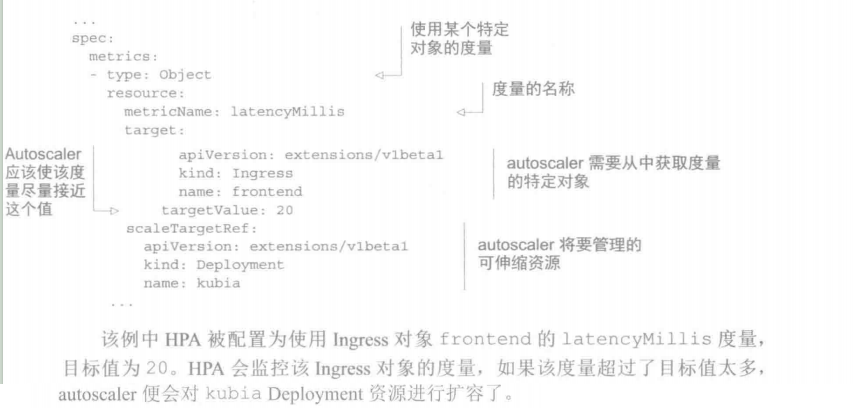 ...
spec:
metrics:
- type: Object
resource:
metricName: latencyMillis
target:
apiVersion: extensions/v1beta1
kind: Ingress
name: frontend
targetValue: 20
scaleTargetRef:
apiVersion: extensions/v1beta1
kind: Deployment
name: kubia
...
使用某个特定
对象的度量
度量的名称
autoscaler 需要从中获取度量
的特定对象
Autoscaler
应该使该度
量尽量接近
这个值
autoscaler 将要管理的
可伸缩资源
该例中 HPA 被配置为使用 Ingress 对象 frontend 的 latencyMillis 度量，
目标值为 20。HPA 会监控该 Ingress 对象的度量，如果该度量超过了目标值太多，
autoscaler 便会对 kubia Deployment 资源进行扩容了。